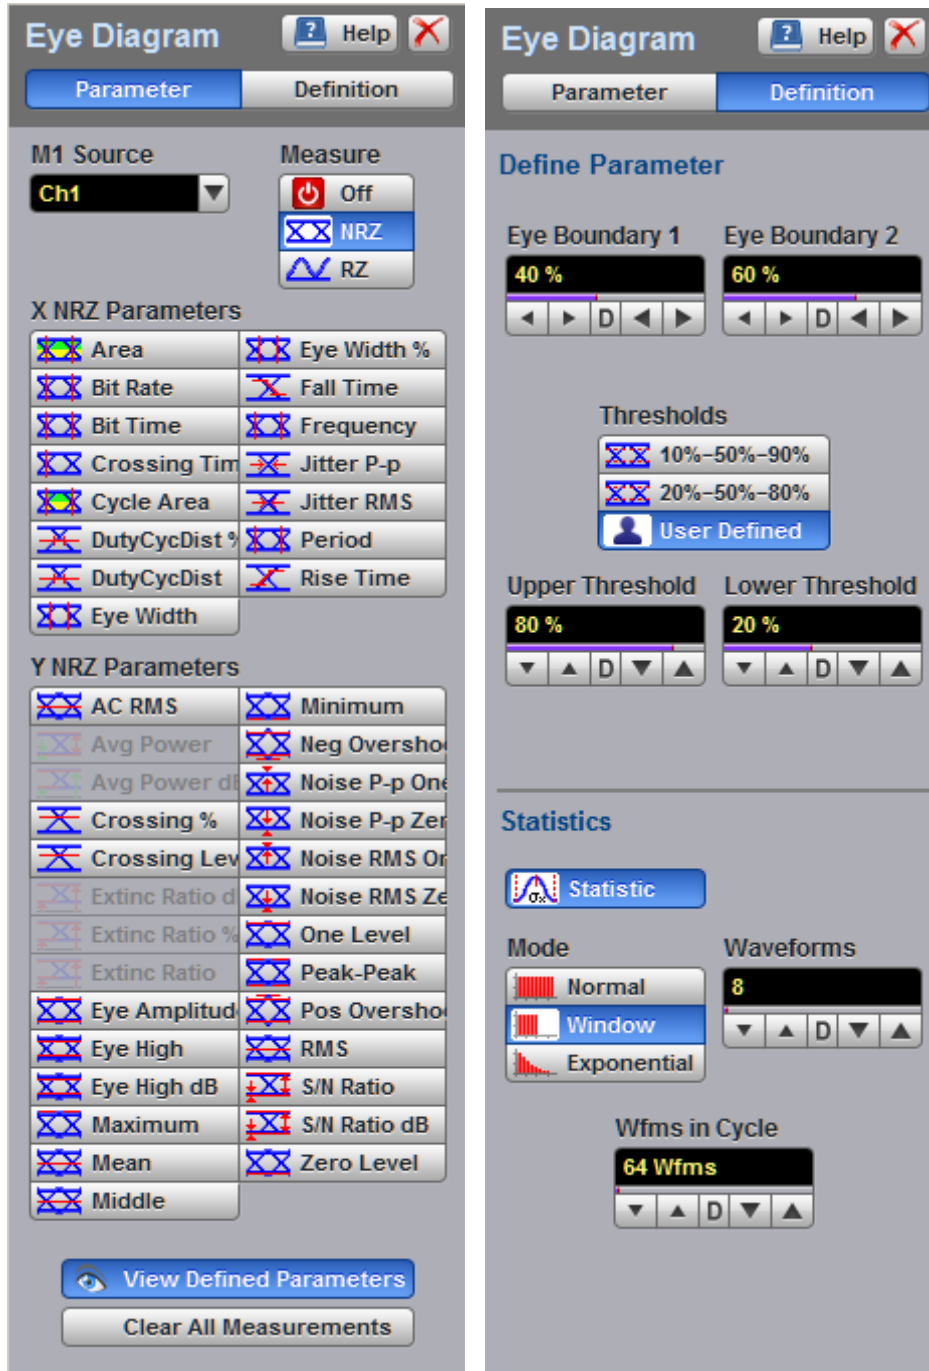 Eye Diagram
? Help
Parameter Definition
M1 Source Measure
Ch1
Off
NRZ
RZ
X NRZ Parameters
Area Eye Width %
Bit Rate Fall Time
Bit Time Frequency
Crossing Tim Jitter P-p
Cycle Area Jitter RMS
DutyCycDist % Period
DutyCycDist Rise Time
Eye Width
Y NRZ Parameters
AC RMS Minimum
Avg Power Neg Oversho
Avg Power dB Noise P-p One
Crossing % Noise P-p Zer
Crossing Lev Noise RMS On
Extinc Ratio d Noise RMS Ze
Extinc Ratio % One Level
Extinc Ratio Peak-Peak
Eye Amplitud Pos Oversho
Eye High RMS
Eye High dB S/N Ratio
Maximum S/N Ratio dB
Mean Zero Level
Middle
View Defined Parameters
Clear All Measurements
Eye Diagram
? Help
Parameter Definition
Define Parameter
Eye Boundary 1 Eye Boundary 2
40 % 60 %
D D
Thresholds
10%-50%-90%
20%-50%-80%
User Defined
Upper Threshold Lower Threshold
80 % 20 %
D D
Statistics
σx Statistic
Mode Waveforms
Normal 8
Window D
Exponential
Wfms in Cycle
64 Wfms
D